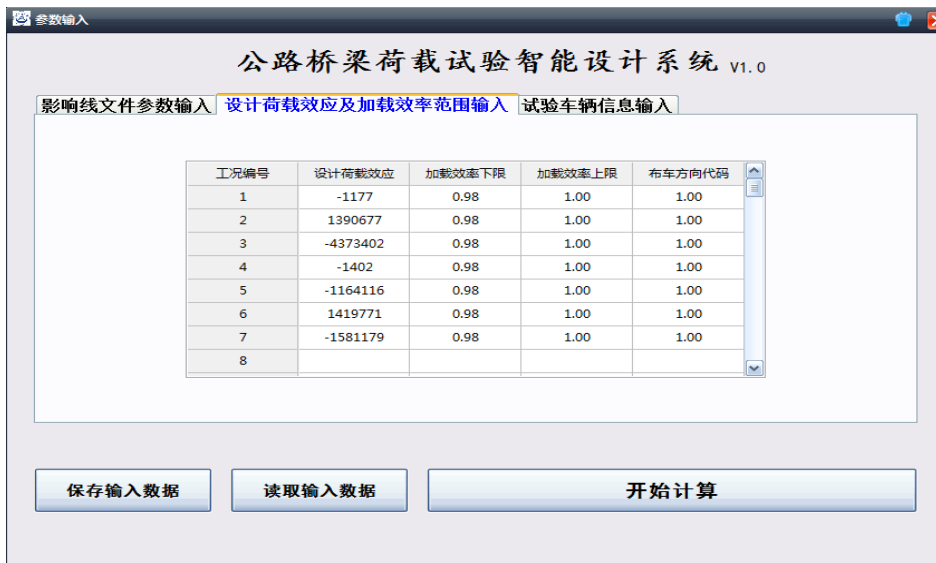 参数输入
公路桥梁荷载试验智能设计系统 V1.0
影响线文件参数输入 设计荷载效应及加载效率范围输入 试验车辆信息输入
工况编号 设计荷载效应 加载效率下限 加载效率上限 布车方向代码
1 -1177 0.98 1.00 1.00
2 1390677 0.98 1.00 1.00
3 -4373402 0.98 1.00 1.00
4 -1402 0.98 1.00 1.00
5 -1164116 0.98 1.00 1.00
6 1419771 0.98 1.00 1.00
7 -1581179 0.98 1.00 1.00
8
保存输入数据 读取输入数据 开始计算